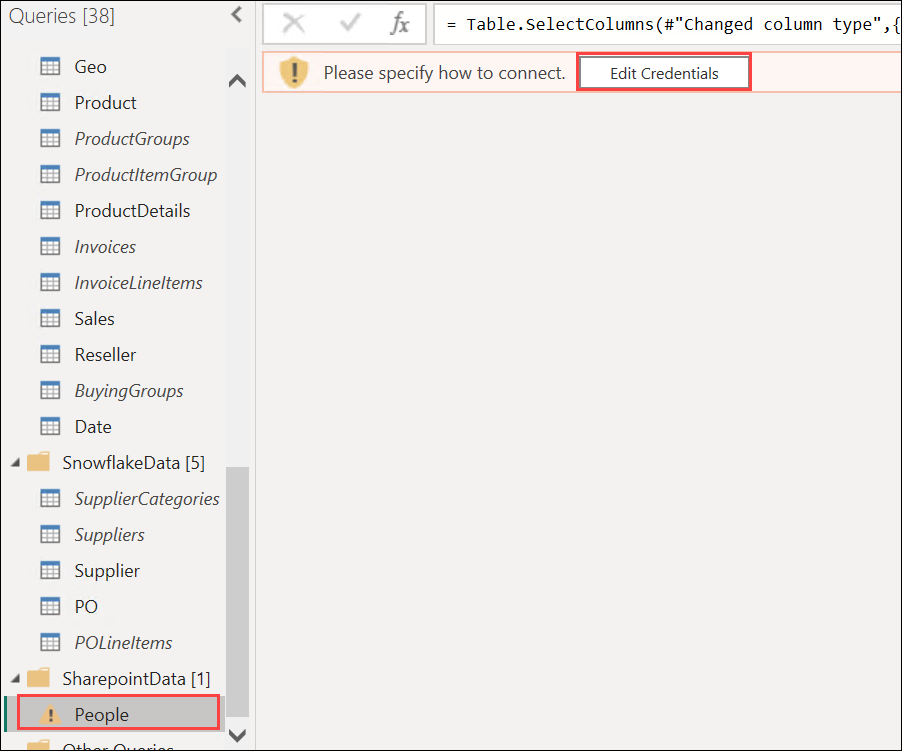 Queries [38]
fx
= Table.SelectColumns(#"Changed column type",{
Please specify how to connect.
Edit Credentials
Geo
Product
ProductGroups
ProductItemGroup
ProductDetails
Invoices
InvoiceLineItems
Sales
Reseller
BuyingGroups
Date
SnowflakeData [5]
SupplierCategories
Suppliers
Supplier
PO
POLineItems
SharepointData [1]
People
Other Queries